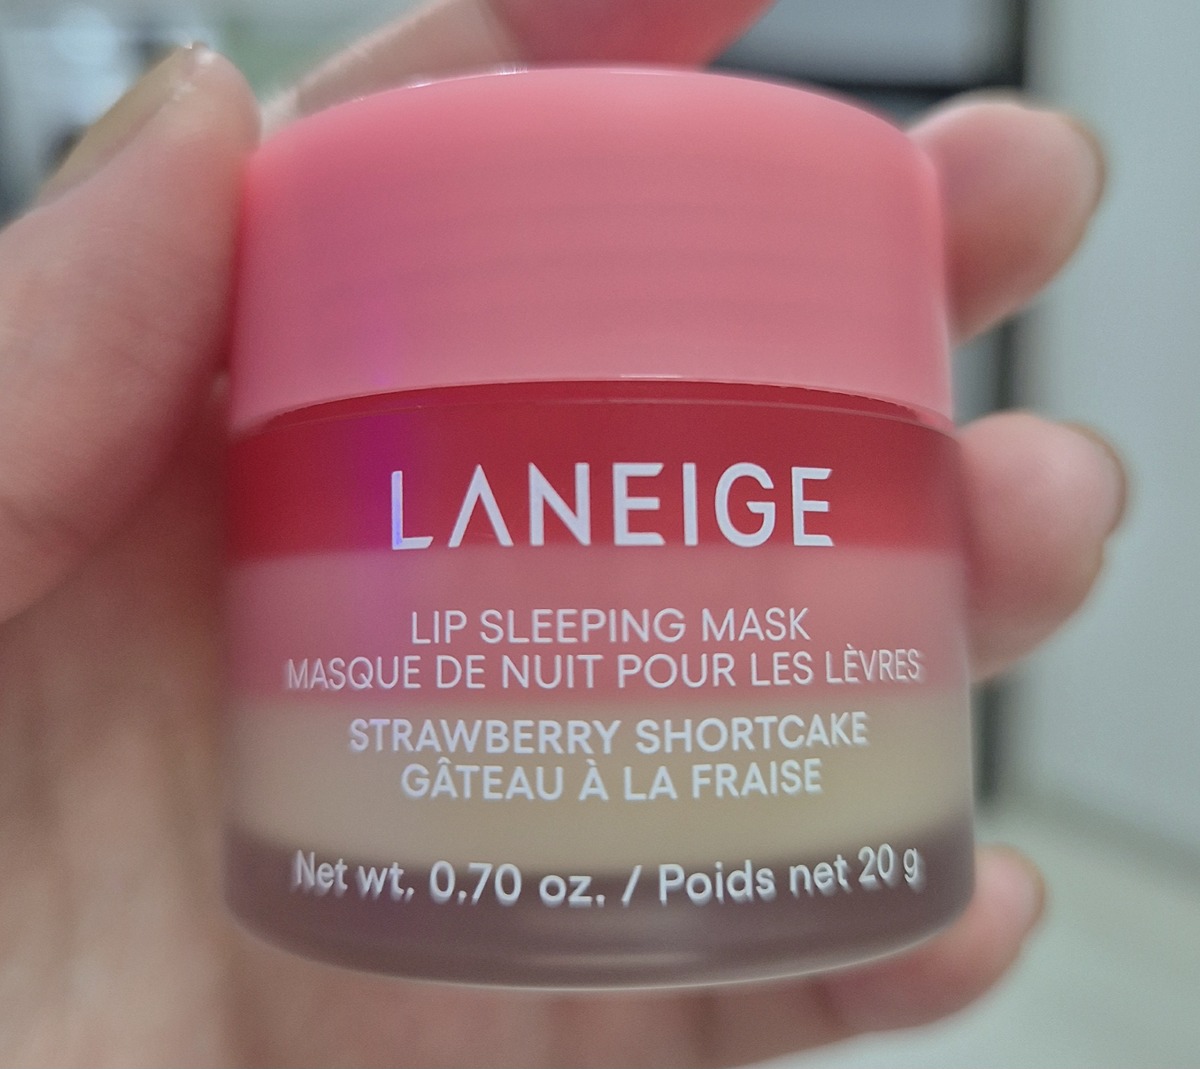 LANEIGE
LIP SLEEPING MASK
MASQUE DE NUIT POUR LES LÈVRES
STRAWBERRY SHORTCAKE
GÂTEAU À LA FRAISE
Net wt. 0.70 oz. / Poids net 20 g